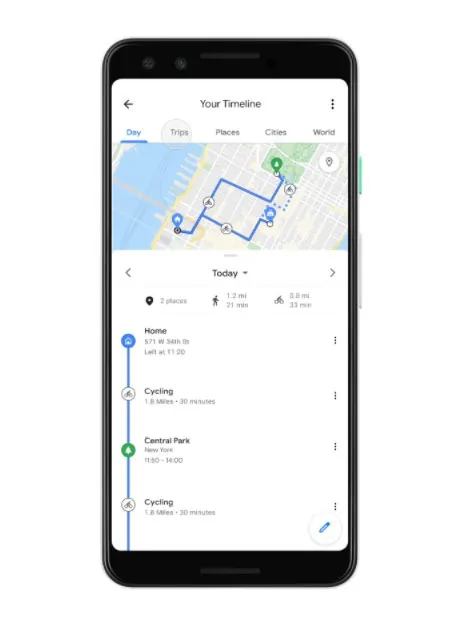 Your Timeline
Day Trips Places Cities World
Today
2 places
1.2 mi
21 min
0.8 mi
33 min
Home
571 W 34th St
Left at 11:20
Cycling
1.8 Miles • 30 minutes
Central Park
New York
11:50 - 14:00
Cycling
1.8 Miles • 30 minutes